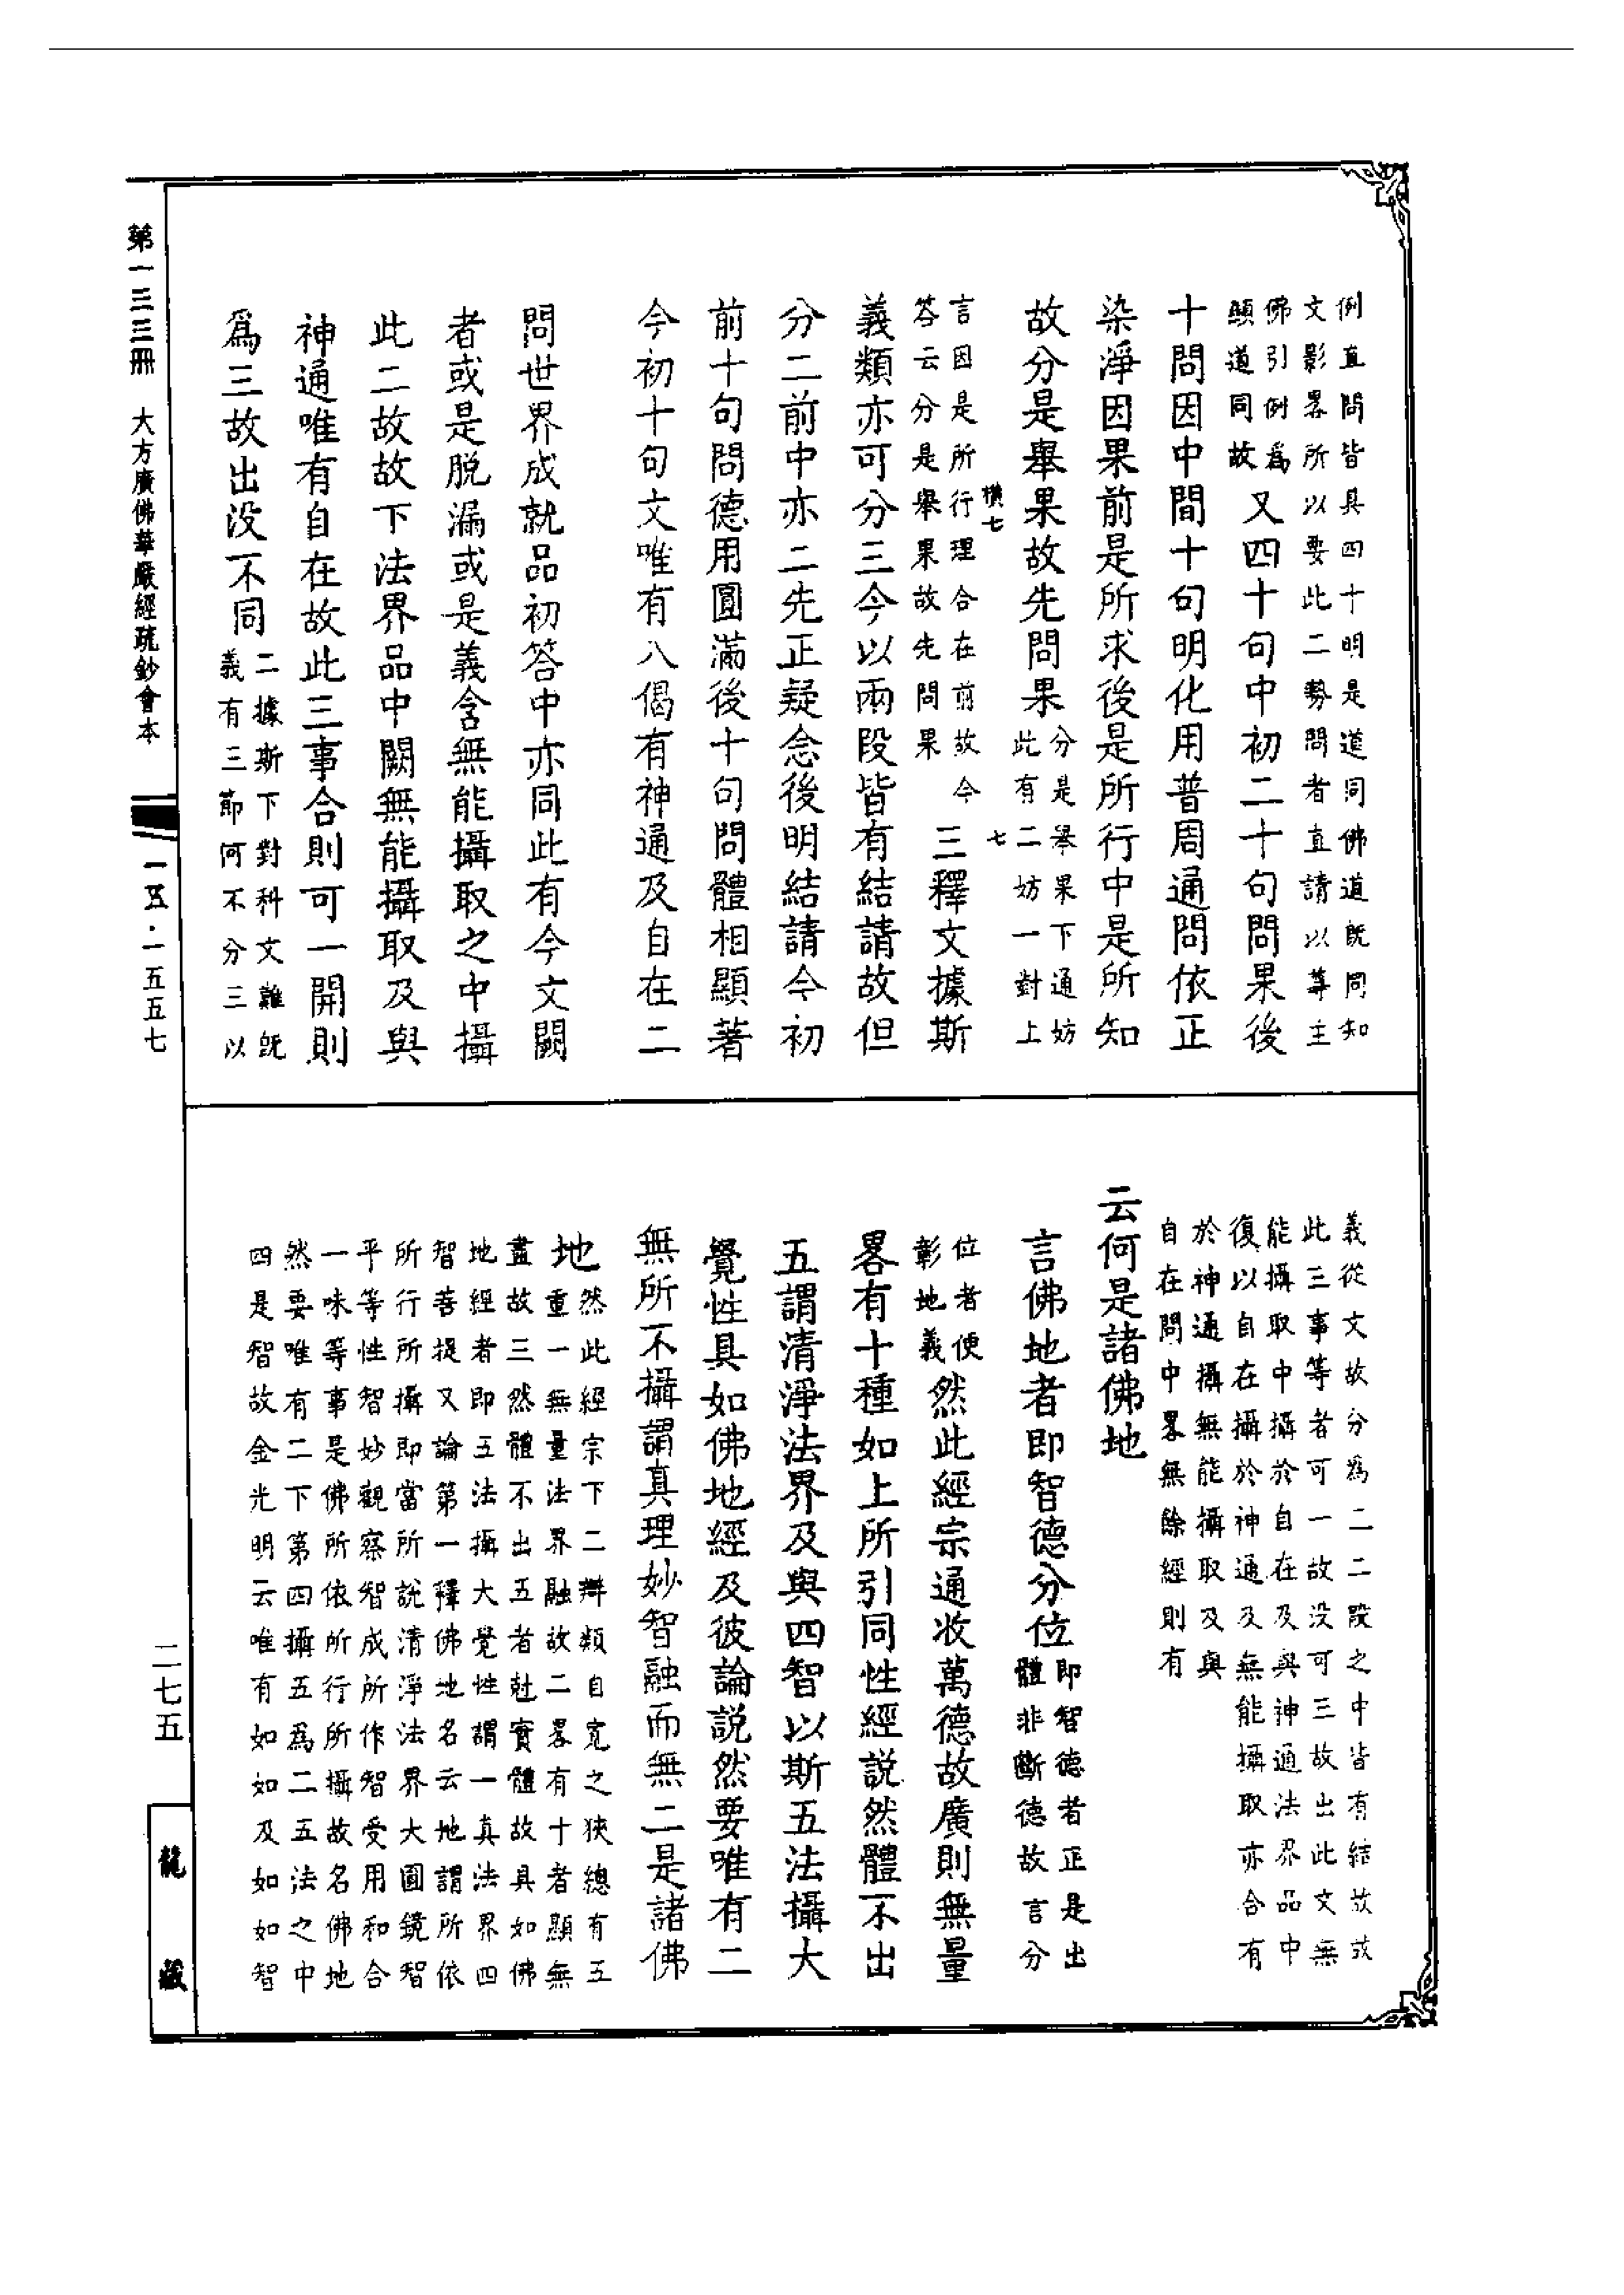 例直問皆具四十明是道同佛道既同知
文影畧所以要此二勢問者直請以等主
佛引例爲
顯道同故
又四十句中初二十句問果後
十問因中間十句明化用普周通問依正
染淨因果前是所求後是所行中是所知
故分是舉果故先問果
分是舉果下通妨
此有二妨一對上
橫七
七
言因是所行理合在前故今
答云分是舉果故先問果
三釋文據斯
義類亦可分三今以兩段皆有結請故但
分二前中亦二先正疑念後明結請今初
前十句問德用圓滿後十句問體相顯著
今初十句文唯有八偈有神通及自在二
問世界成就品初答中亦同此有今文闕
者或是脱漏或是義含無能攝取之中攝
此二故故下法界品中闕無能攝取及與
神通唯有自在故此三事合則可一開則
爲三故出没不同
二據斯下對科文難既
義有三節何不分三以
義從文故分爲二二段之中皆有結故故
此三事等者可一故没可三故出此文無
能攝取中攝於自在及與神通法界品中
復以自在攝於神通及無能攝取亦合有
於神通攝無能攝取及與
自在問中畧無餘經則有
云何是諸佛地
言佛地者即智德分位
即智德者正是出
體非斷德故言分
位者便
彰地義
然此經宗通收萬德故廣則無量
畧有十種如上所引同性經説然體不出
五謂清淨法界及與四智以斯五法攝大
覺性具如佛地經及彼論説然要唯有二
無所不攝謂真理妙智融而無二是諸佛
地
然此經宗下二辯類自寬之狹總有五
重一無量法界融故二畧有十者顯無
盡故三然體不出五者尅實體故具如佛
地經者即五法攝大覺性謂一真法界四
智菩提又論第一釋佛地名云地謂所依
所行所攝即當所説清淨法界大圓鏡智
平等性智妙觀察智成所作智受用和合
一味等事是佛所依所行所攝故名佛地
然要唯有二下第四攝五爲二五法之中
四是智故金光明云唯有如如及如如智
第一三三冊　大方廣佛華嚴經疏鈔會本
一五·一五五七
二七五
龍藏